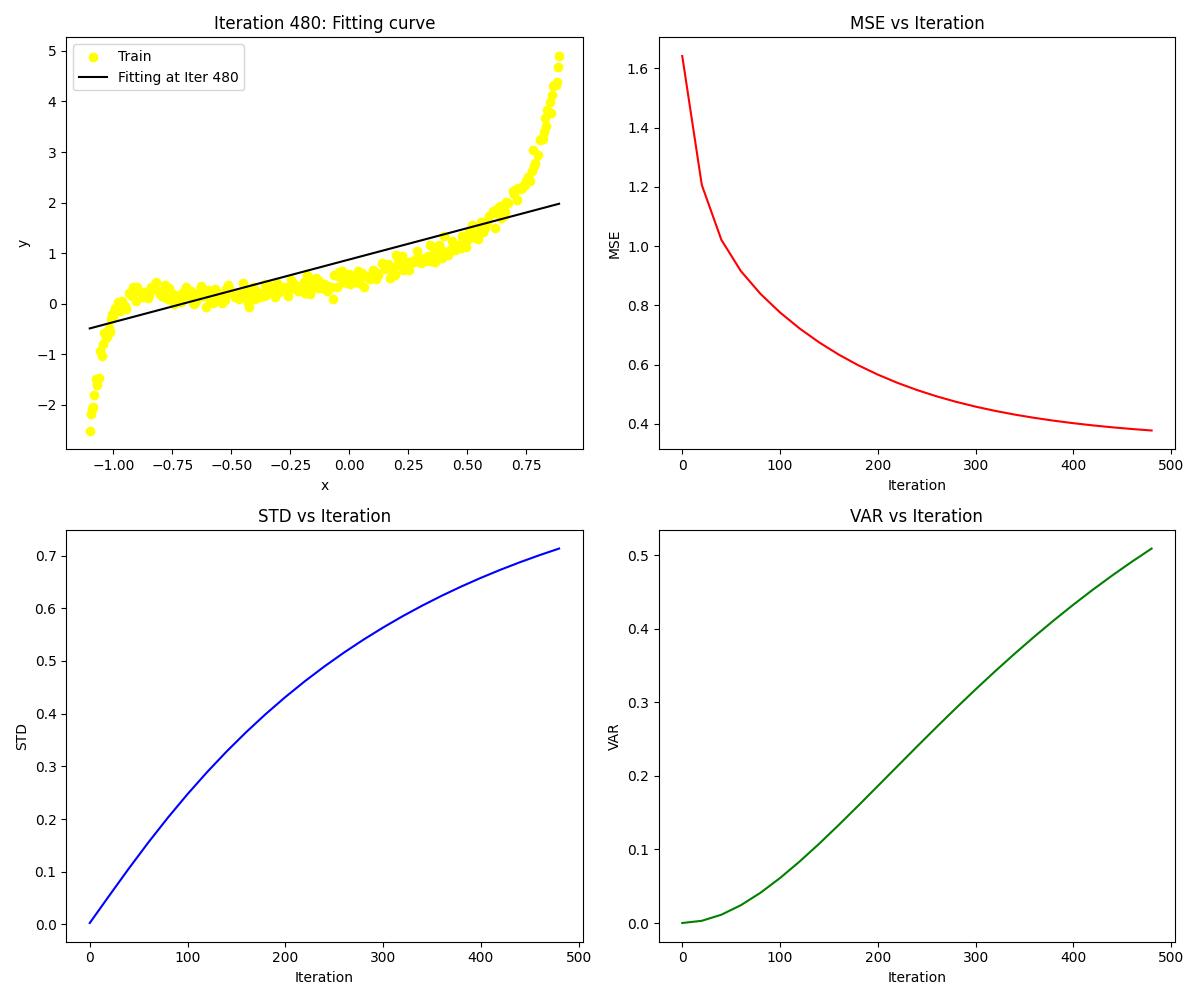 Iteration 480: Fitting curve
Train
Fitting at Iter 480
y
5
4
3
2
1
0
−1
−2
−1.00 −0.75 −0.50 −0.25 0.00 0.25 0.50 0.75
x
MSE vs Iteration
MSE
1.6
1.4
1.2
1.0
0.8
0.6
0.4
0 100 200 300 400 500
Iteration
STD vs Iteration
STD
0.7
0.6
0.5
0.4
0.3
0.2
0.1
0.0
0 100 200 300 400 500
Iteration
VAR vs Iteration
VAR
0.5
0.4
0.3
0.2
0.1
0.0
0 100 200 300 400 500
Iteration